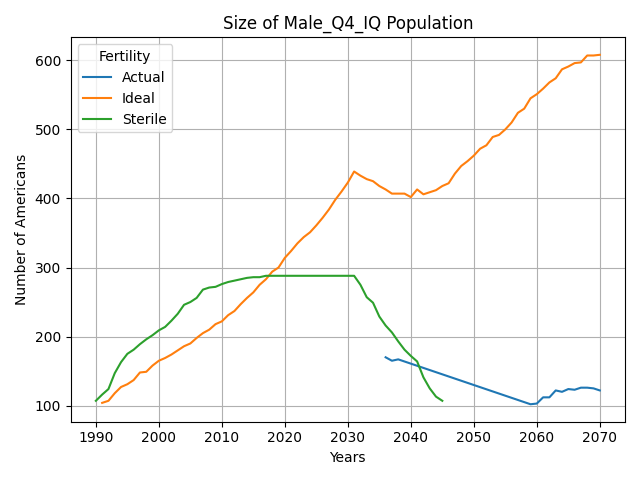 Size of Male_Q4_IQ Population
Fertility
Actual
Ideal
Sterile
Number of Americans
600
500
400
300
200
100
1990 2000 2010 2020 2030 2040 2050 2060 2070
Years